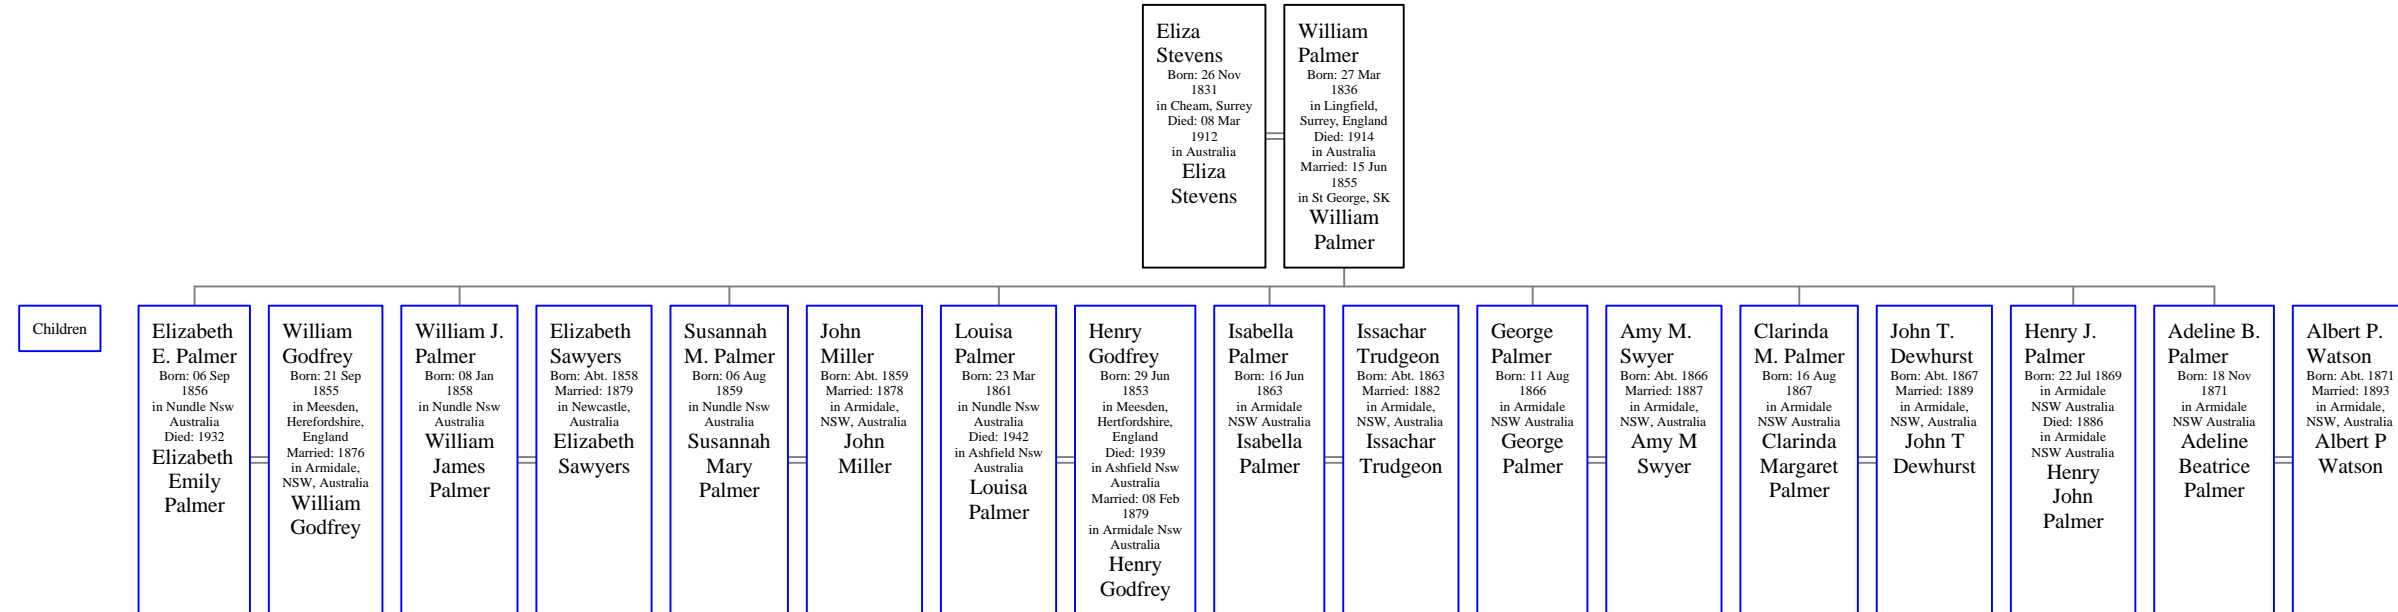 Eliza
Stevens
Born: 26 Nov
1831
in Cheam, Surrey
Died: 08 Mar
1912
in Australia
Eliza
Stevens
William
Palmer
Born: 27 Mar
1836
in Lingfield,
Surrey, England
Died: 1914
in Australia
Married: 15 Jun
1855
in St George, SK
William
Palmer
Children
Elizabeth
E. Palmer
Born: 06 Sep
1856
in Nundle Nsw
Australia
Died: 1932
Elizabeth
Emily
Palmer
William
Godfrey
Born: 21 Sep
1855
in Meesden,
Herefordshire,
England
Married: 1876
in Armidale,
NSW, Australia
William
Godfrey
William J.
Palmer
Born: 08 Jan
1858
in Nundle Nsw
Australia
William
James
Palmer
Elizabeth
Sawyers
Born: Abt. 1858
Married: 1879
in Newcastle,
Australia
Elizabeth
Sawyers
Susannah
M. Palmer
Born: 06 Aug
1859
in Nundle Nsw
Australia
Susannah
Mary
Palmer
John
Miller
Born: Abt. 1859
Married: 1878
in Armidale,
NSW, Australia
John
Miller
Louisa
Palmer
Born: 23 Mar
1861
in Nundle Nsw
Australia
Died: 1942
in Ashfield Nsw
Australia
Louisa
Palmer
Henry
Godfrey
Born: 29 Jun
1853
in Meesden,
Hertfordshire,
England
Died: 1939
in Ashfield Nsw
Australia
Married: 08 Feb
1879
in Armidale Nsw
Australia
Henry
Godfrey
Isabella
Palmer
Born: 16 Jun
1863
in Armidale
NSW Australia
Isabella
Palmer
Issachar
Trudgeon
Born: Abt. 1863
Married: 1882
in Armidale,
NSW, Australia
Issachar
Trudgeon
George
Palmer
Born: 11 Aug
1866
in Armidale
NSW Australia
George
Palmer
Amy M.
Swyer
Born: Abt. 1866
Married: 1887
in Armidale,
NSW, Australia
Amy M
Swyer
Clarinda
M. Palmer
Born: 16 Aug
1867
in Armidale
NSW Australia
Clarinda
Margaret
Palmer
John T.
Dewhurst
Born: Abt. 1867
Married: 1889
in Armidale,
NSW, Australia
John T
Dewhurst
Henry J.
Palmer
Born: 22 Jul 1869
in Armidale
NSW Australia
Died: 1886
in Armidale
NSW Australia
Henry
John
Palmer
Adeline B.
Palmer
Born: 18 Nov
1871
in Armidale
NSW Australia
Adeline
Beatrice
Palmer
Albert P.
Watson
Born: Abt. 1871
Married: 1893
in Armidale,
NSW, Australia
Albert P
Watson